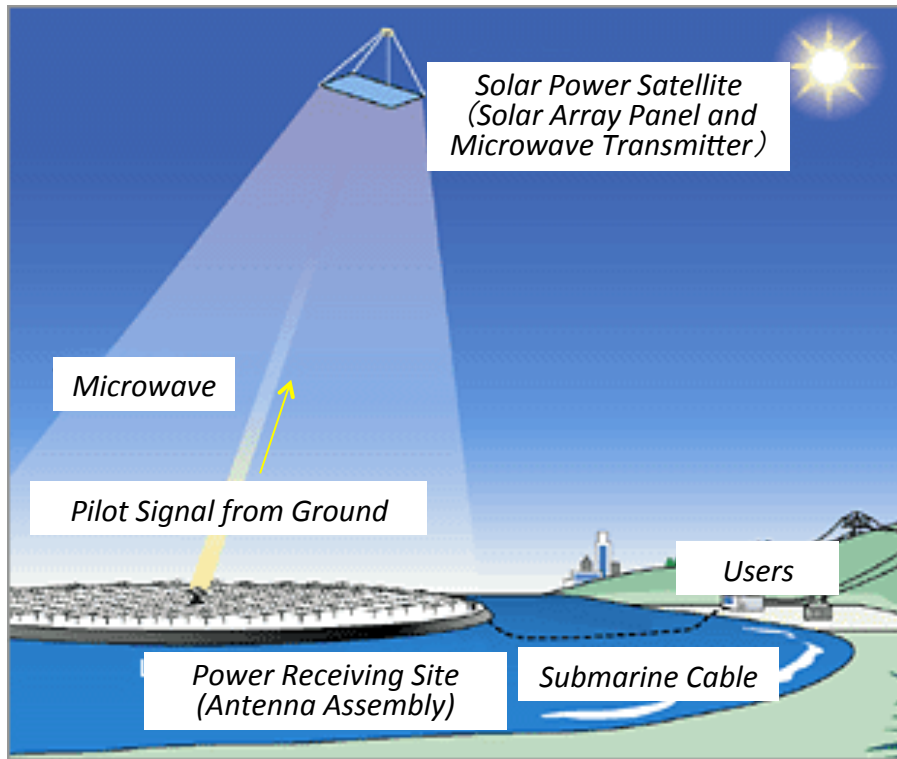 Solar Power Satellite
（Solar Array Panel and
Microwave Transmitter）
Microwave
Pilot Signal from Ground
Users
Power Receiving Site
(Antenna Assembly)
Submarine Cable